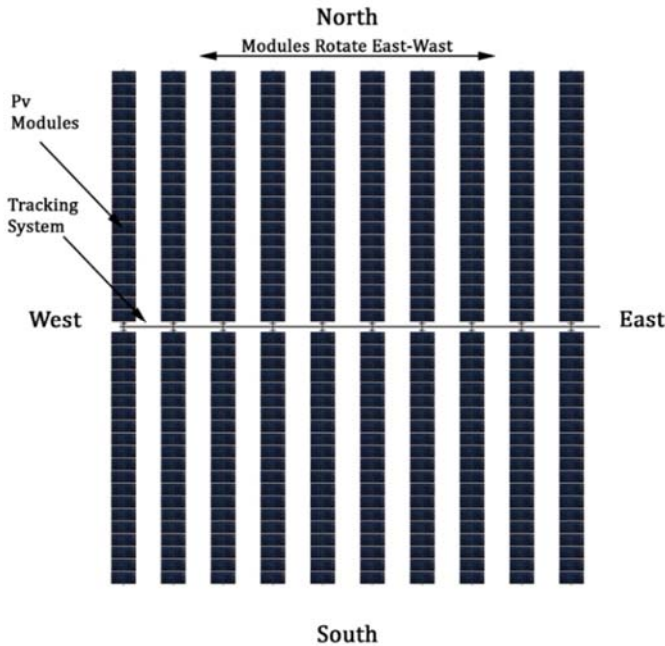 North
Modules Rotate East-Wast
Pv
Modules
Tracking
System
West
East
South